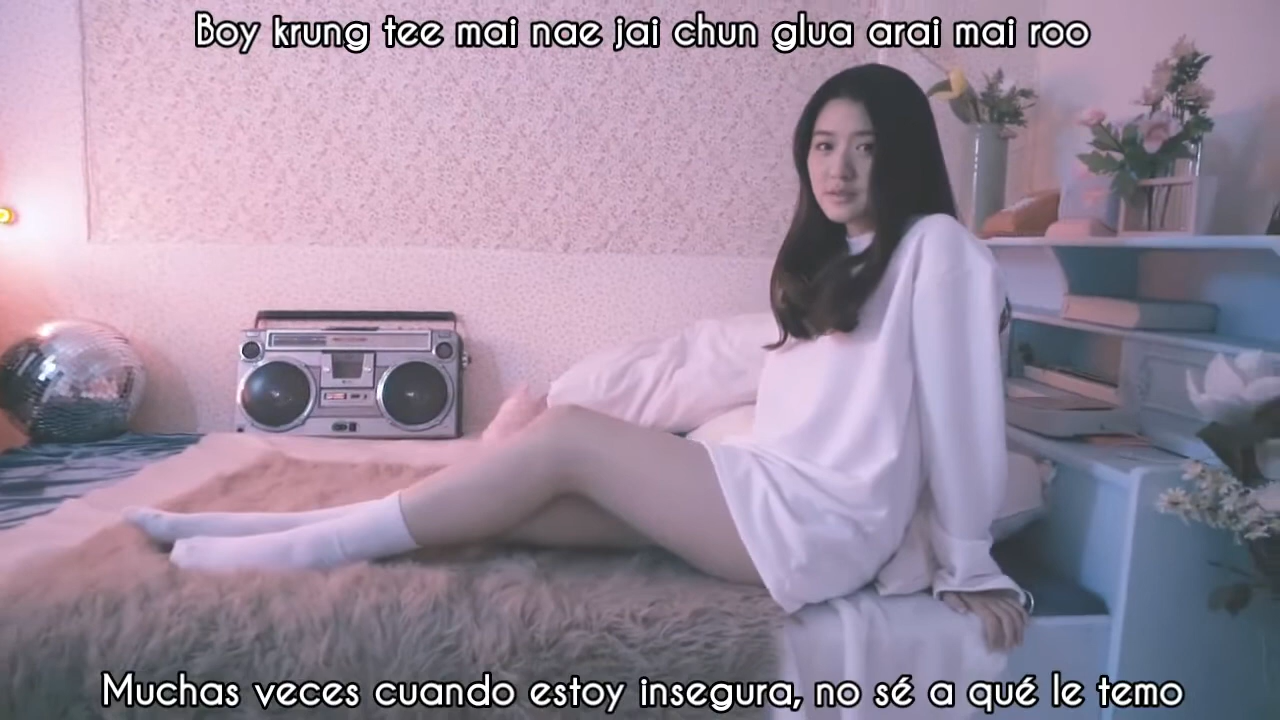 Boy krung tee mai nae jai chun glua arai mai roo
Muchas veces cuando estoy insegura, no sé a qué le temo